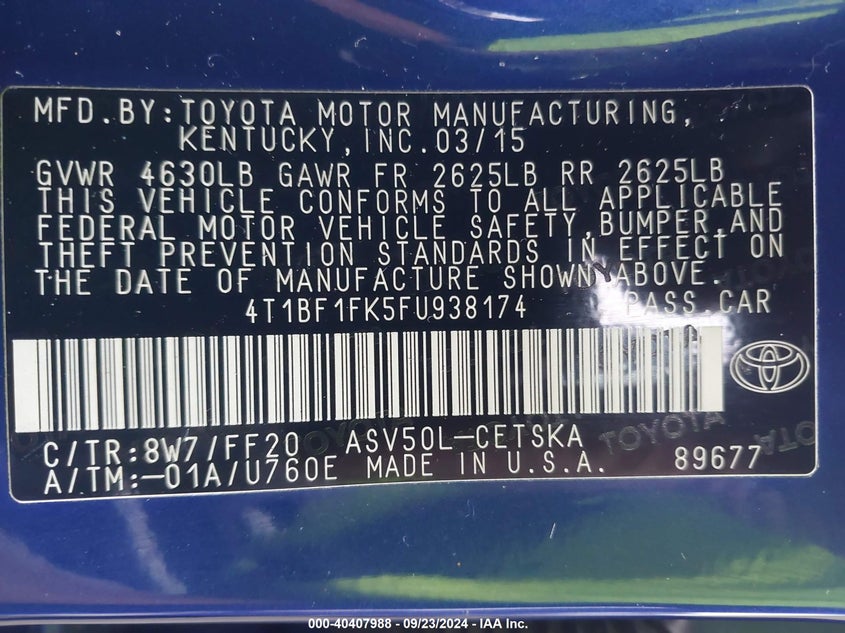 MFD.BY:TOYOTA MOTOR MANUFACTURING,
KENTUCKY,INC.03/15
GVWR 4630LB GAWR FR 2625LB RR 2625LB
THIS VEHICLE CONFORMS TO ALL APPLICABLE
FEDERAL MOTOR VEHICLE SAFETY,BUMPER,AND
THEFT PREVENTION STANDARDS IN EFFECT ON
THE DATE OF MANUFACTURE SHOWN ABOVE.
4T1BF1FK5FU938174 PASS CAR
C/TR:8W7/FF20 ASV50L-CETSKA
A/TM:-01A/U760E MADE IN U.S.A. 89677
TOYOTA
000-40407988 - 09/23/2024 - IAA Inc.